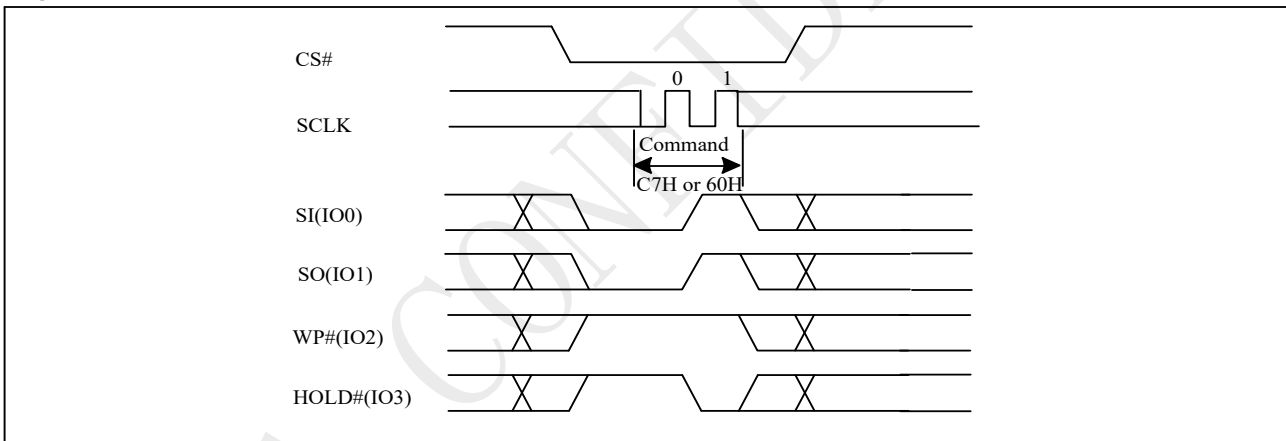 CS#
0 1
SCLK
Command
C7H or 60H
SI(IO0)
SO(IO1)
WP#(IO2)
HOLD#(IO3)